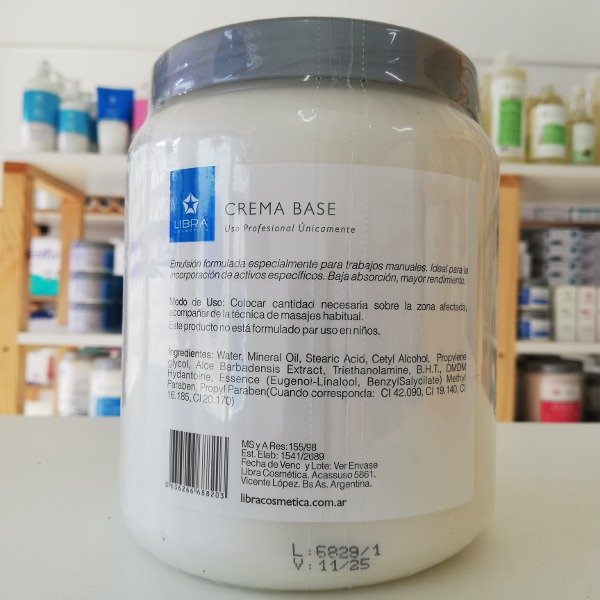 LIBRA
COSMETICA
CREMA BASE
Uso Profesional Únicamente
Emulsión formulada especialmente para trabajos manuales. Ideal para la
incorporación de activos específicos. Baja absorción, mayor rendimiento.
Modo de Uso: Colocar cantidad necesaria sobre la zona afectada,
acompañar de la técnica de masajes habitual.
Este producto no está formulado par uso en niños.
Ingredientes: Water, Mineral Oil, Stearic Acid, Cetyl Alcohol, Propylene
glycol, Aloe Barbadensis Extract, Triethanolamine, B.H.T., DMDM
Hydantoine, Essence (Eugenol-Linalool, BenzylSalycilate) Methyl
Paraben, Propyl Paraben(Cuando corresponda: CI 42.090, CI 19.140, CI
16.185, CI 20.170)
MS y A Res:155/98
Est. Elab: 1541/2689
Fecha de Venc y Lote: Ver Envase
Libra Cosmética. Acassuso 5861.
Vicente López. Bs As. Argentina.
libracosmetica.com.ar
0 036266 688203
L:6829/1
V:11/25